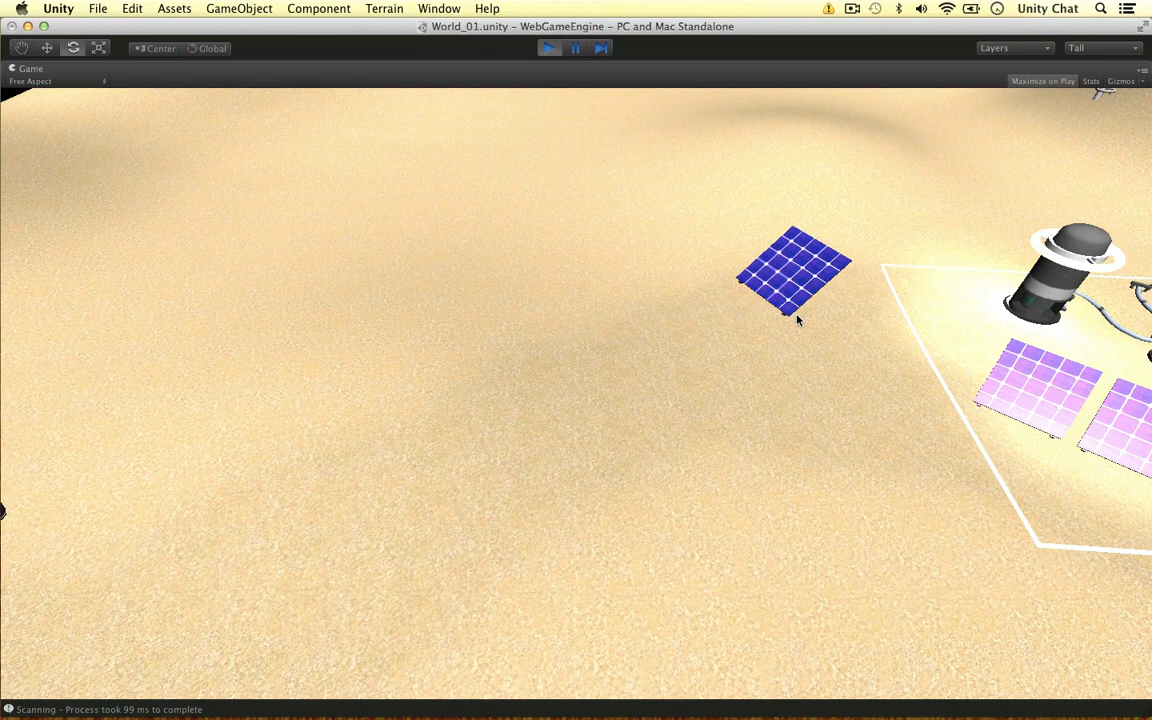 Unity File Edit Assets GameObject Component Terrain Window Help Unity Chat
World_01.unity – WebGameEngine – PC and Mac Standalone
Center Global Layers Tall
Game
Free Aspect Maximize on Play Stats Gizmos
Scanning – Process took 99 ms to complete